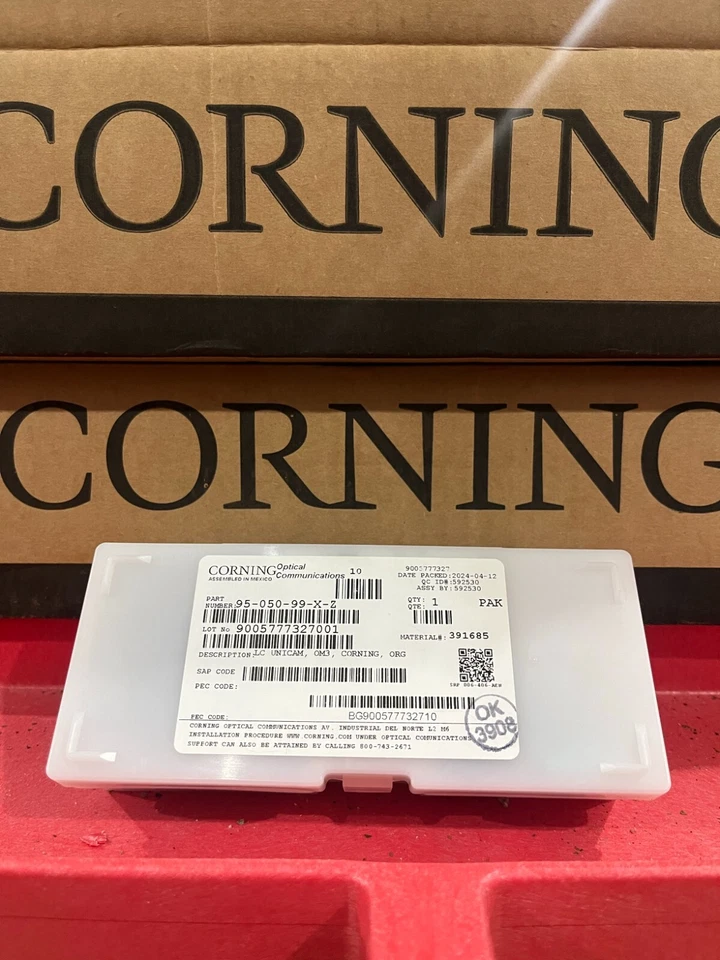 CORNING
CORNING
CORNING Optical Communications 10
ASSEMBLED IN MEXICO
9005777327
DATE PACKED:2024-04-12
QC ID#:592530
ASSY BY:592530
PART NUMBER: 95-050-99-X-Z
QTY: 1 PAK
QTE:
LOT No 9005777327001
MATERIAL#: 391685
DESCRIPTION: LC UNICAM, OM3, CORNING, ORG
SAP CODE
PEC CODE:
PEC CODE: BG900577732710
CORNING OPTICAL COMMUNICATIONS AV. INDUSTRIAL DEL NORTE L2 M6
INSTALLATION PROCEDURE WWW.CORNING.COM UNDER OPTICAL COMUNICATIONS
SUPPORT CAN ALSO BE ATTAINED BY CALLING 800-743-2671
OK
3908